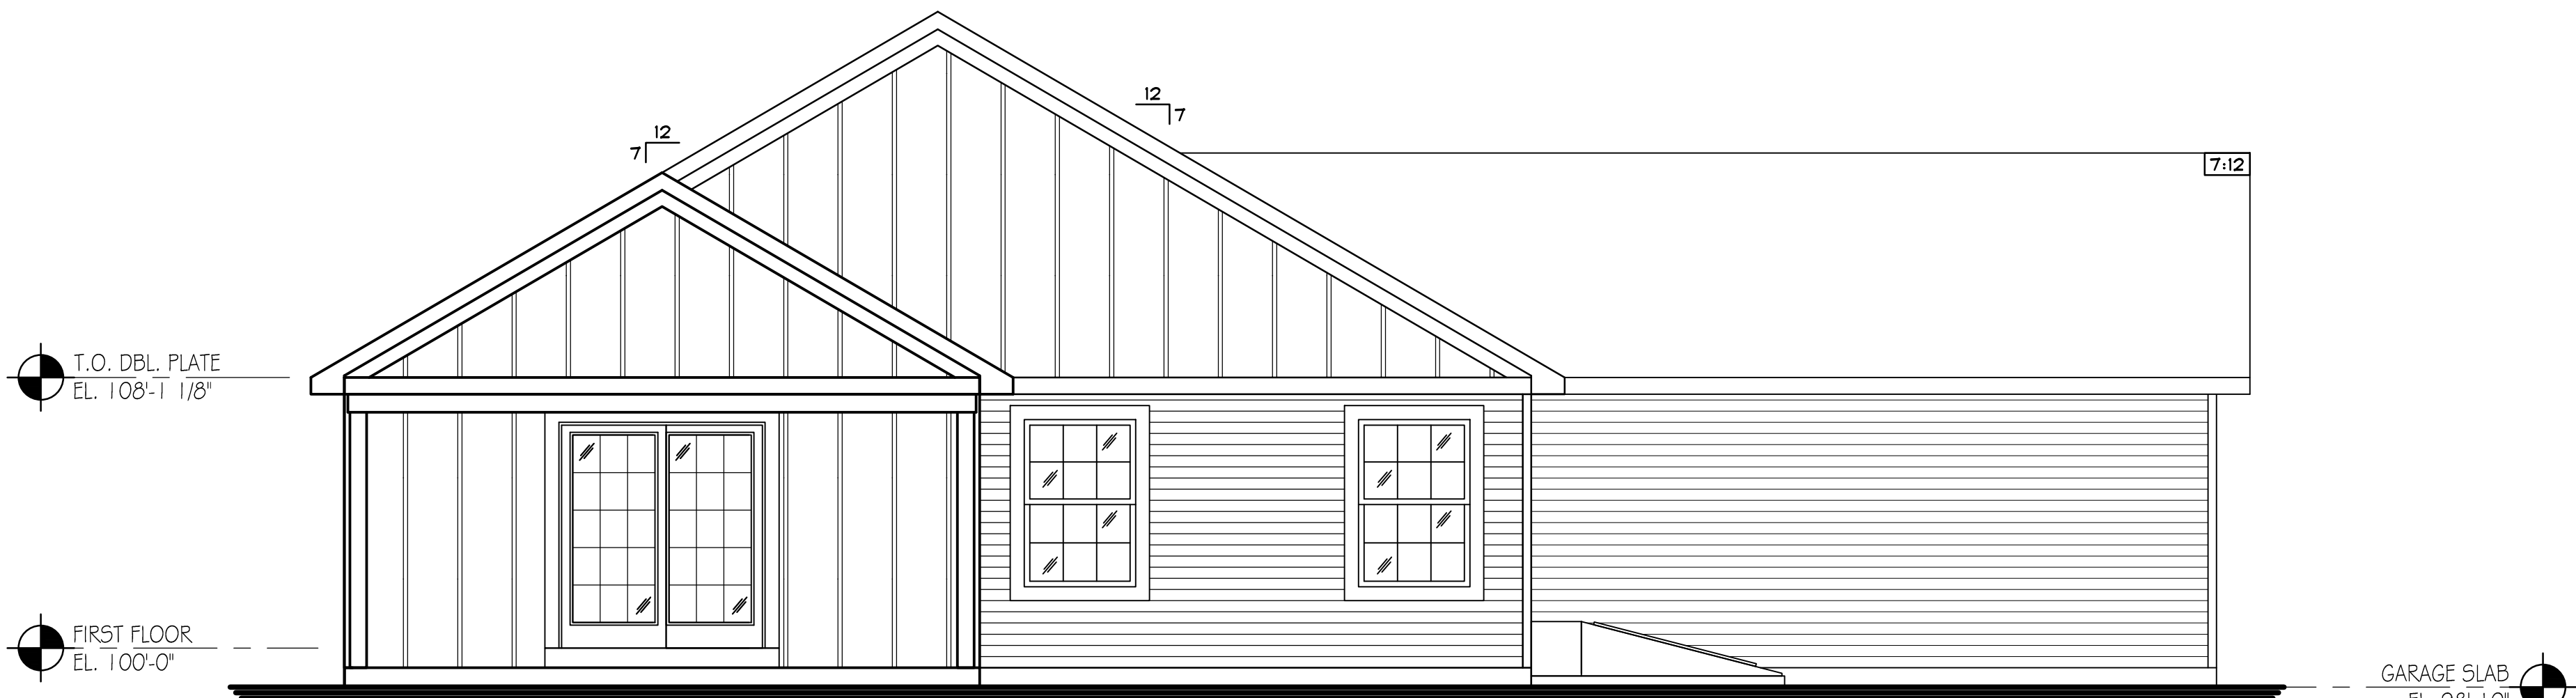 12
7
12
7
7:12
T.O. DBL. PLATE
EL. 108'-1 1/8"
FIRST FLOOR
EL. 100'-0"
GARAGE SLAB